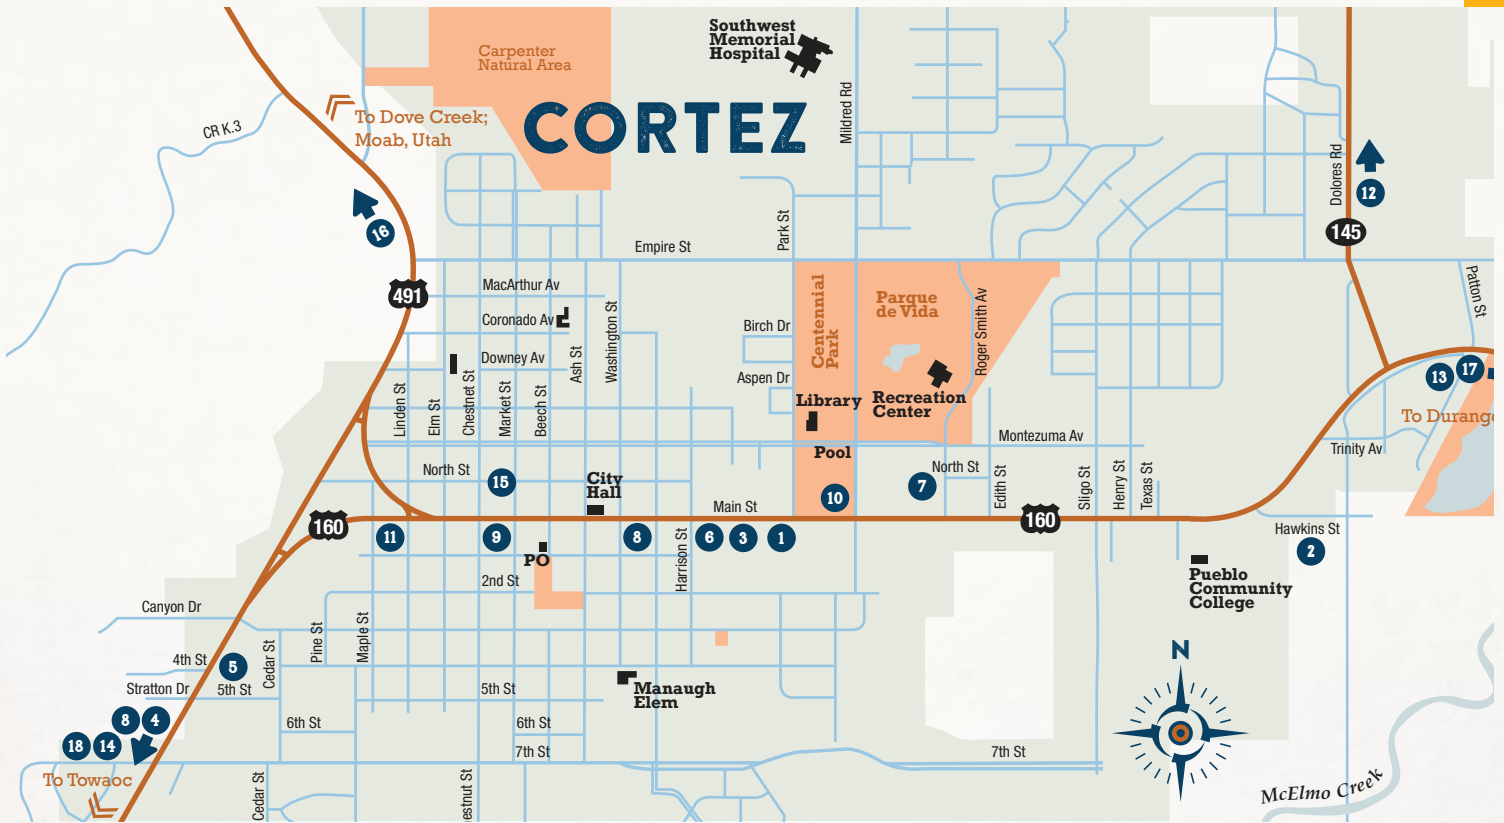 Southwest
Memorial
Hospital
Carpenter
Natural Area
CORTEZ
Mildred Rd
CR K.3
To Dove Creek;
Moab, Utah
16
Dolores Rd
12
145
Park St
Empire St
491
MacArthur Av
Coronado Av
Downey Av
Washington St
Ash St
Linden St
Elm St
Chestnet St
Market St
Beech St
Birch Dr
Aspen Dr
Centennial
Park
Parque
de Vida
Roger Smith Av
Library
Recreation
Center
Pool
Patton St
13
17
To Durango
Trinity Av
Montezuma Av
North St
15
City
Hall
Main St
10
7
North St
Edith St
Sligo St
Henry St
Texas St
160
11
9
8
6
3
1
160
Hawkins St
2
PO
Harrison St
2nd St
Pueblo
Community
College
Canyon Dr
Pine St
Maple St
Cedar St
4th St
5
Stratton Dr
5th St
5th St
Manaugh
Elem
N
8
4
18
14
6th St
6th St
7th St
7th St
To Towaoc
Cedar St
estnut St
McElmo Creek